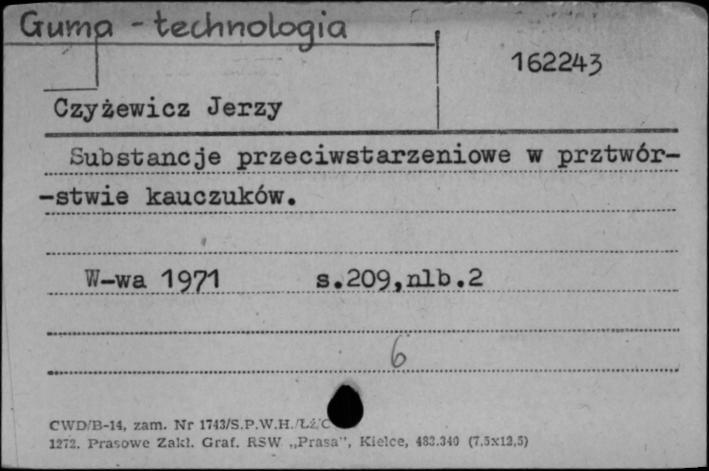 Guma - technologia
162243
Czyżewicz Jerzy
Substancje przeciwstarzeniowe w prztwór-
-stwie kauczuków.
W-wa 1971 s.209,nlb.2
6
CWD/B-14, zam. Nr 1743/S.P.W.H./Łź/C
1272. Prasowe Zakł. Graf. RSW „Prasa", Kielce, 483.340 (7,5x12,5)